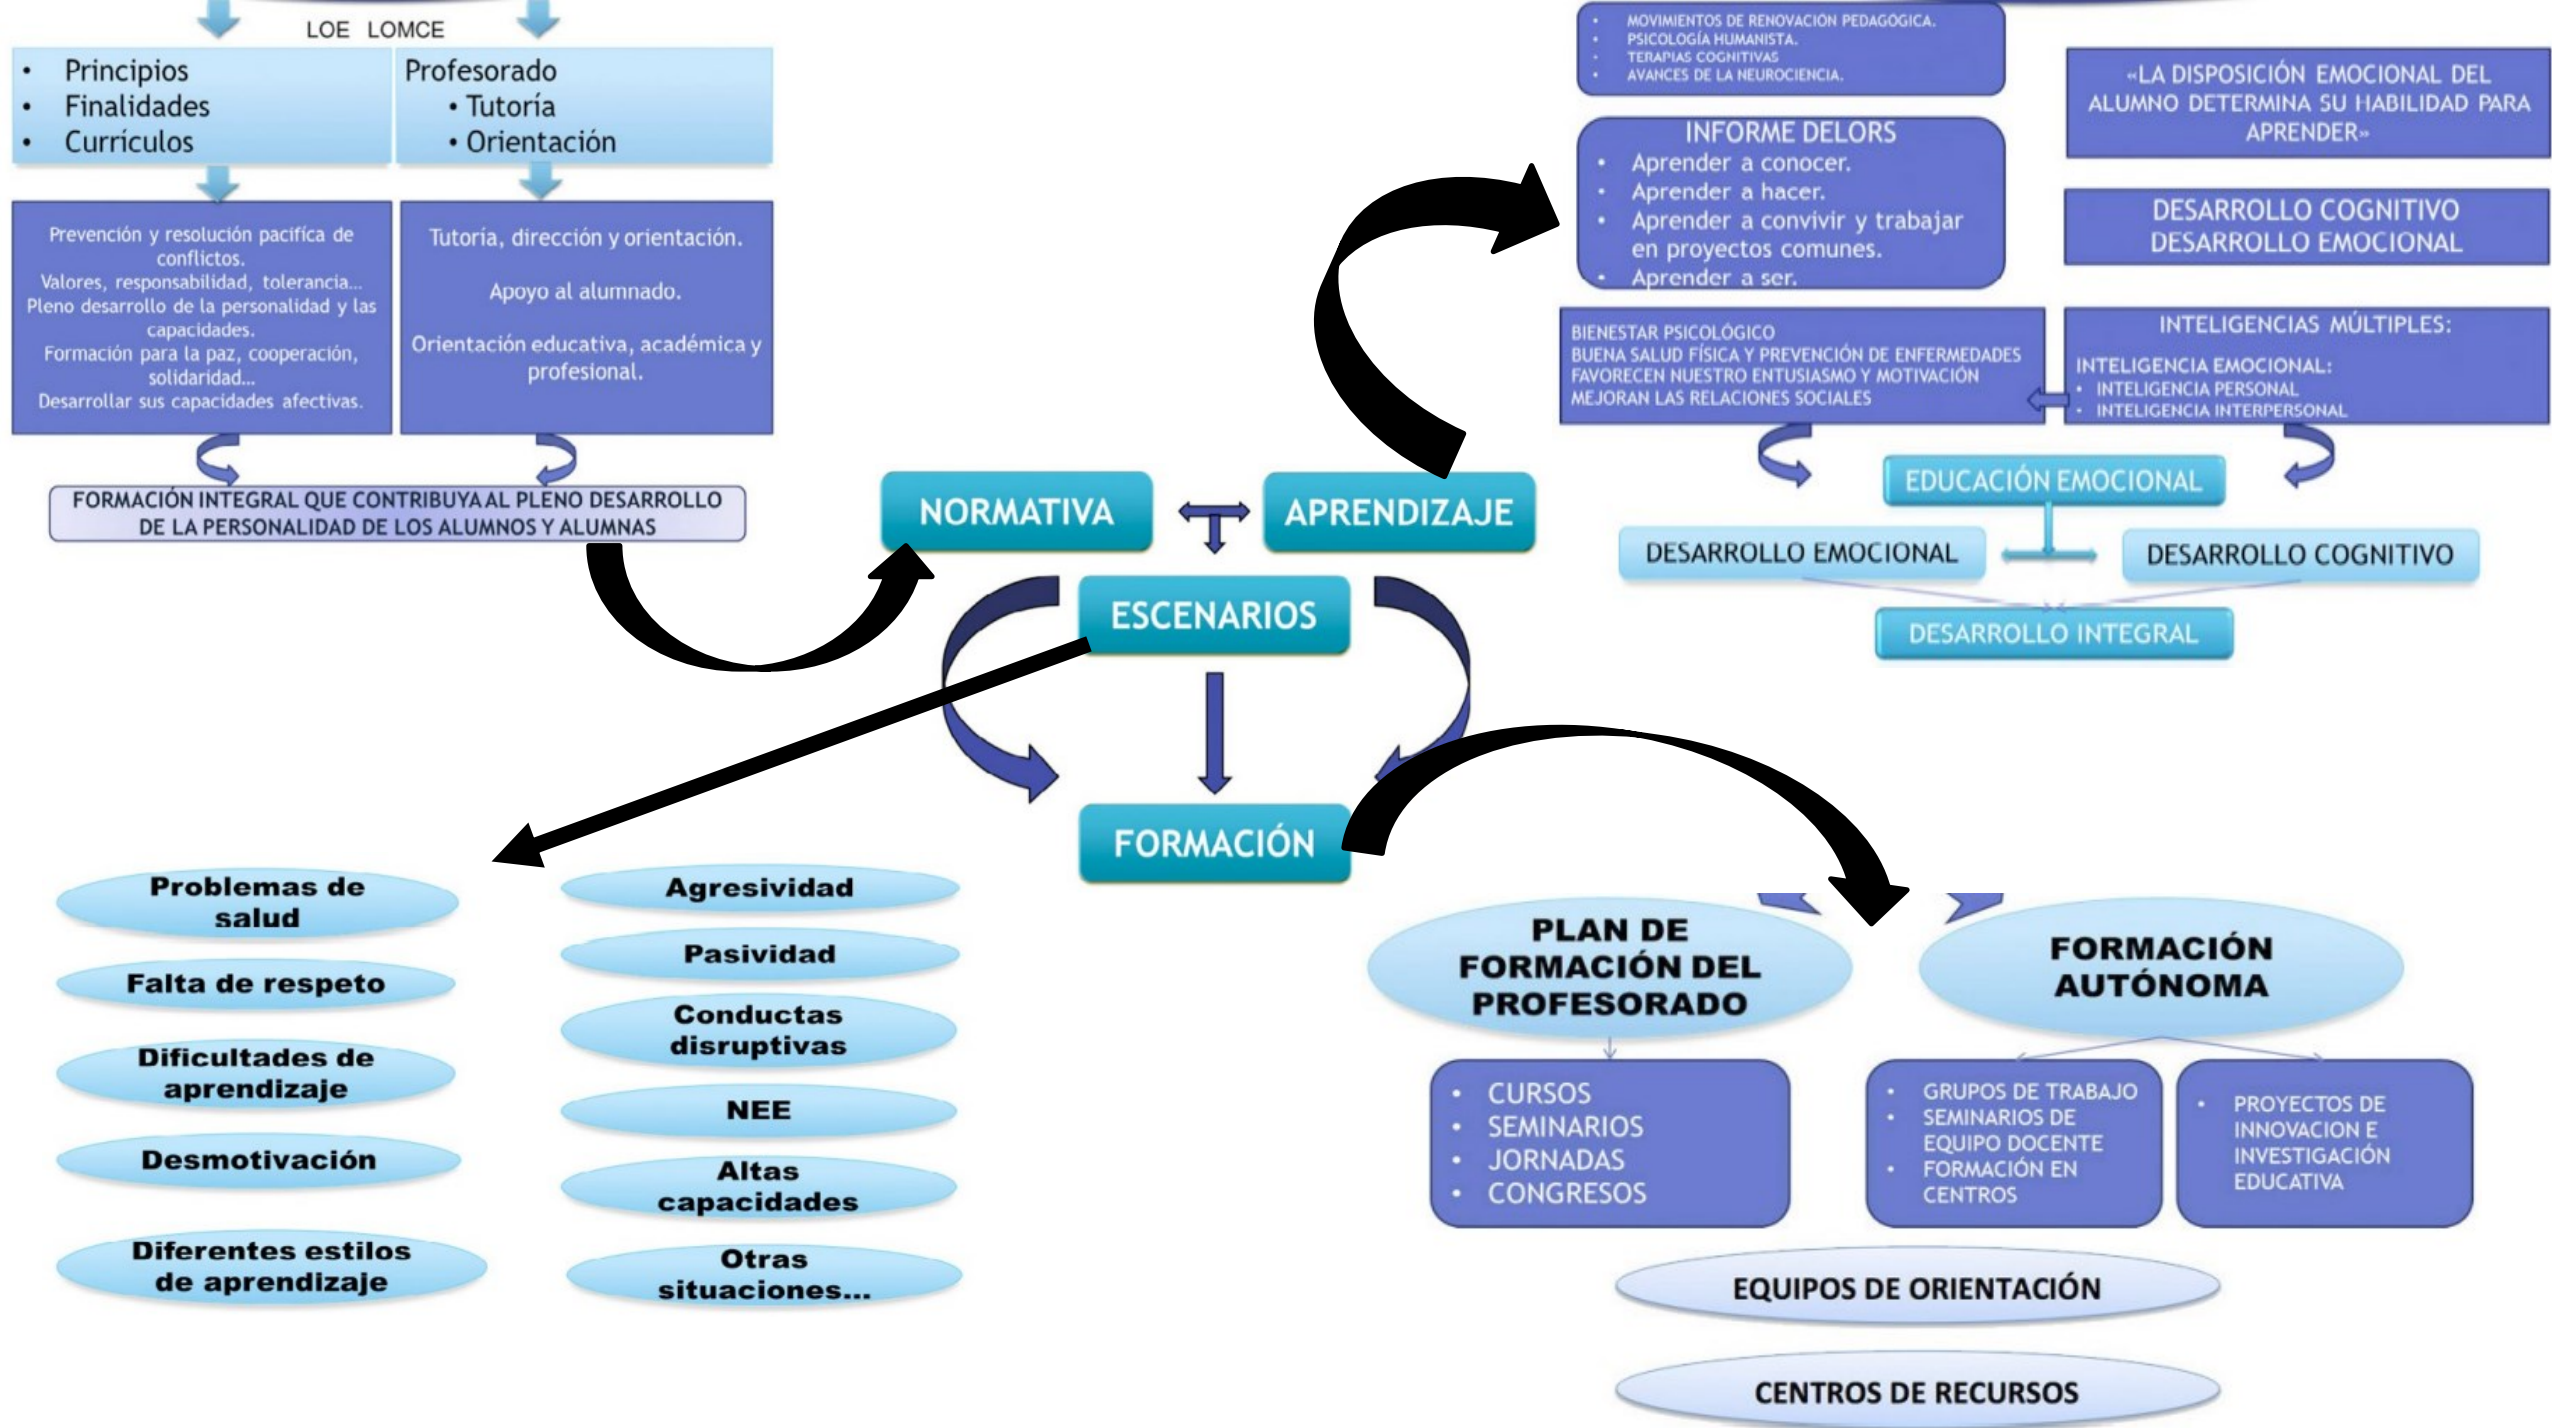 LOE LOMCE
• Principios
• Finalidades
• Currículos
Profesorado
• Tutoría
• Orientación
Prevención y resolución pacifíca de
conflictos.
Valores, responsabilidad, tolerancia...
Pleno desarrollo de la personalidad y las
capacidades.
Formación para la paz, cooperación,
solidaridad...
Desarrollar sus capacidades afectivas.
Tutoría, dirección y orientación.
Apoyo al alumnado.
Orientación educativa, académica y
profesional.
FORMACIÓN INTEGRAL QUE CONTRIBUYA AL PLENO DESARROLLO
DE LA PERSONALIDAD DE LOS ALUMNOS Y ALUMNAS
• MOVIMIENTOS DE RENOVACIÓN PEDAGÓGICA.
• PSICOLOGÍA HUMANISTA.
• TERAPIAS COGNITIVAS
• AVANCES DE LA NEUROCIENCIA.
INFORME DELORS
• Aprender a conocer.
• Aprender a hacer.
• Aprender a convivir y trabajar
en proyectos comunes.
• Aprender a ser.
«LA DISPOSICIÓN EMOCIONAL DEL
ALUMNO DETERMINA SU HABILIDAD PARA
APRENDER»
DESARROLLO COGNITIVO
DESARROLLO EMOCIONAL
BIENESTAR PSICOLÓGICO
BUENA SALUD FÍSICA Y PREVENCIÓN DE ENFERMEDADES
FAVORECEN NUESTRO ENTUSIASMO Y MOTIVACIÓN
MEJORAN LAS RELACIONES SOCIALES
INTELIGENCIAS MÚLTIPLES:
INTELIGENCIA EMOCIONAL:
• INTELIGENCIA PERSONAL
• INTELIGENCIA INTERPERSONAL
EDUCACIÓN EMOCIONAL
DESARROLLO EMOCIONAL
DESARROLLO COGNITIVO
DESARROLLO INTEGRAL
NORMATIVA
APRENDIZAJE
ESCENARIOS
FORMACIÓN
Problemas de
salud
Falta de respeto
Dificultades de
aprendizaje
Desmotivación
Diferentes estilos
de aprendizaje
Agresividad
Pasividad
Conductas
disruptivas
NEE
Altas
capacidades
Otras
situaciones...
PLAN DE
FORMACIÓN DEL
PROFESORADO
FORMACIÓN
AUTÓNOMA
• CURSOS
• SEMINARIOS
• JORNADAS
• CONGRESOS
• GRUPOS DE TRABAJO
• SEMINARIOS DE
EQUIPO DOCENTE
• FORMACIÓN EN
CENTROS
• PROYECTOS DE
INNOVACION E
INVESTIGACIÓN
EDUCATIVA
EQUIPOS DE ORIENTACIÓN
CENTROS DE RECURSOS